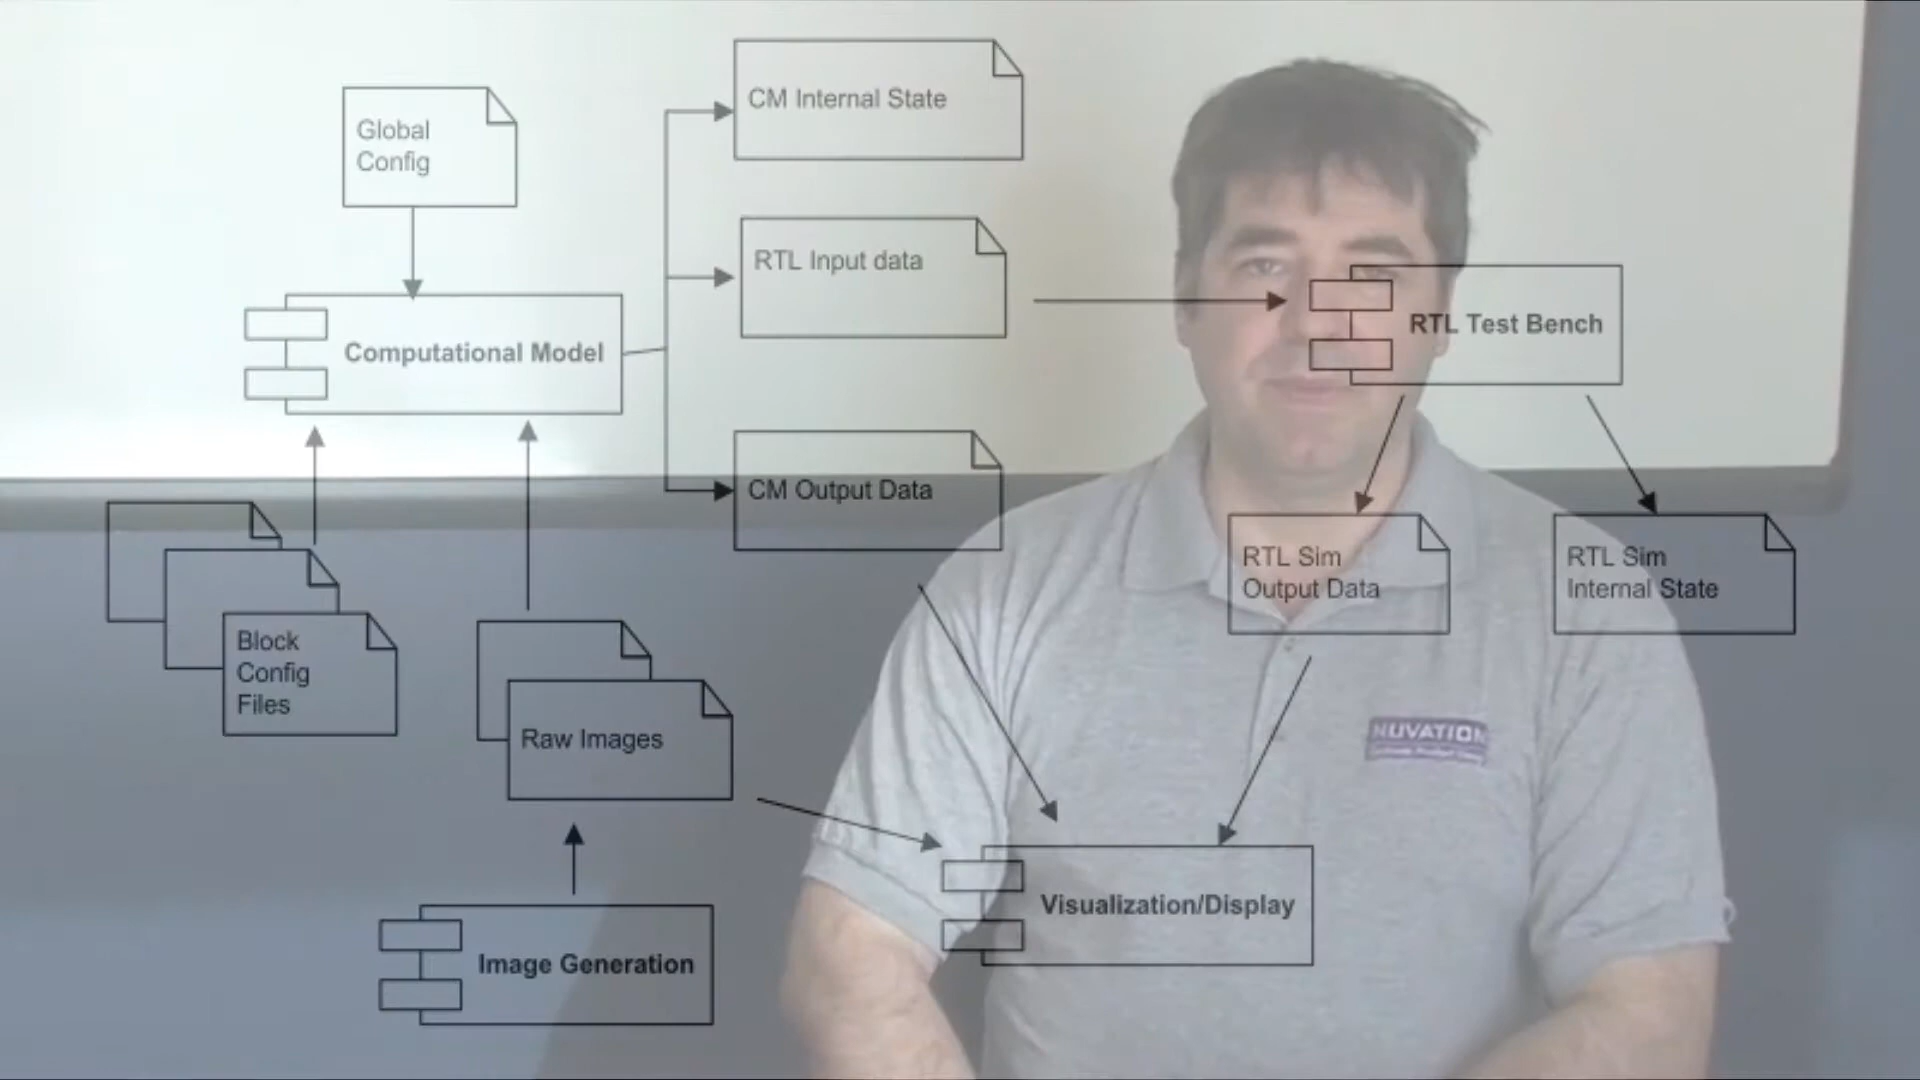 CM Internal State
Global
Config
RTL Input data
RTL Test Bench
Computational Model
CM Output Data
RTL Sim
Output Data
RTL Sim
Internal State
Block
Config
Files
Raw Images
NUVATION
Visualization/Display
Image Generation